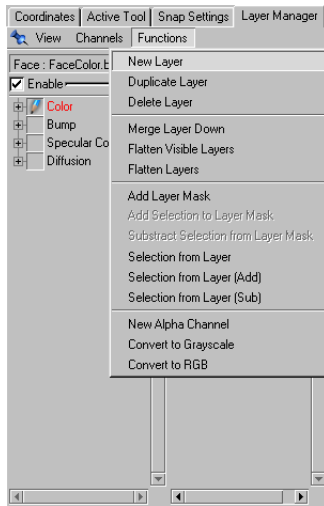 Coordinates Active Tool Snap Settings Layer Manager
View Channels Functions
Face : FaceColor.b
Enable
Color
Bump
Specular Co
Diffusion
New Layer
Duplicate Layer
Delete Layer
Merge Layer Down
Flatten Visible Layers
Flatten Layers
Add Layer Mask
Add Selection to Layer Mask
Substract Selection from Layer Mask
Selection from Layer
Selection from Layer (Add)
Selection from Layer (Sub)
New Alpha Channel
Convert to Grayscale
Convert to RGB